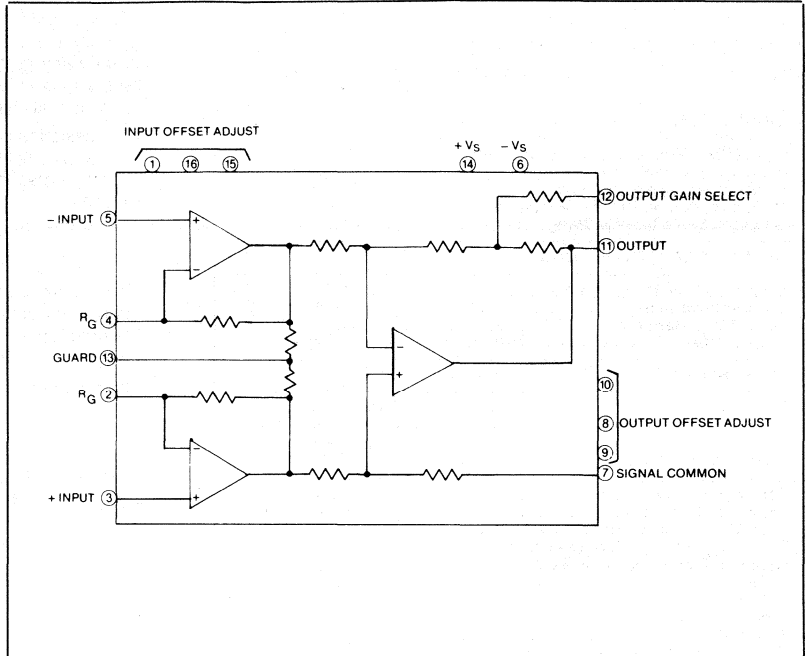 INPUT OFFSET ADJUST
1 16 15
+ VS - VS
14 6
12 OUTPUT GAIN SELECT
- INPUT 5
+
11 OUTPUT
-
RG 4
GUARD 13
-
+
RG 2
10
8 OUTPUT OFFSET ADJUST
9
-
7 SIGNAL COMMON
+ INPUT 3
+